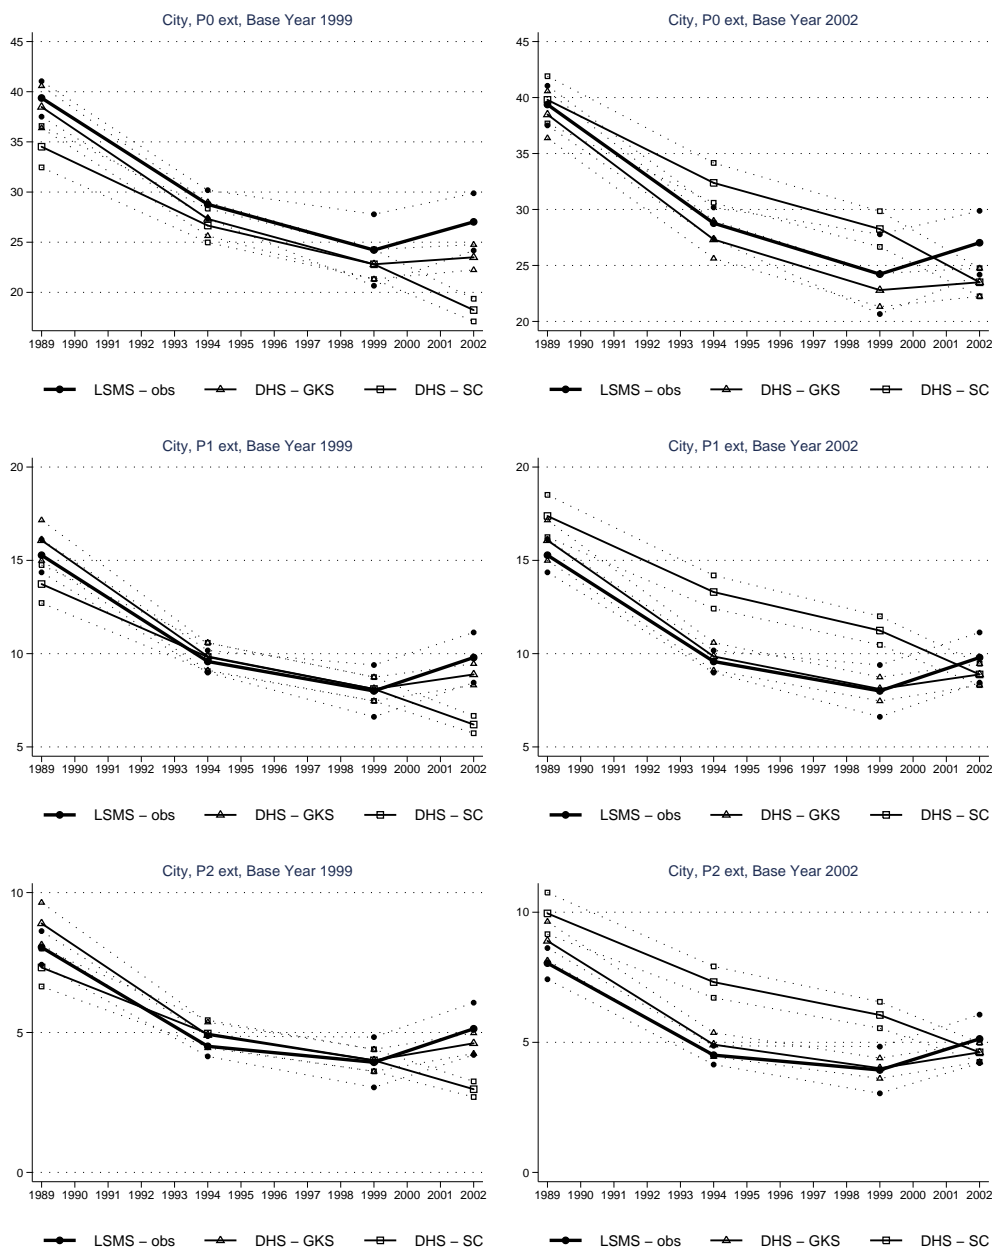 City, P0 ext, Base Year 1999
45
40
35
30
25
20
1989 1990 1991 1992 1993 1994 1995 1996 1997 1998 1999 2000 2001 2002
LSMS – obs DHS – GKS DHS – SC
City, P0 ext, Base Year 2002
45
40
35
30
25
20
1989 1990 1991 1992 1993 1994 1995 1996 1997 1998 1999 2000 2001 2002
LSMS – obs DHS – GKS DHS – SC
City, P1 ext, Base Year 1999
20
15
10
5
1989 1990 1991 1992 1993 1994 1995 1996 1997 1998 1999 2000 2001 2002
LSMS – obs DHS – GKS DHS – SC
City, P1 ext, Base Year 2002
20
15
10
5
1989 1990 1991 1992 1993 1994 1995 1996 1997 1998 1999 2000 2001 2002
LSMS – obs DHS – GKS DHS – SC
City, P2 ext, Base Year 1999
10
5
0
1989 1990 1991 1992 1993 1994 1995 1996 1997 1998 1999 2000 2001 2002
LSMS – obs DHS – GKS DHS – SC
City, P2 ext, Base Year 2002
10
5
0
1989 1990 1991 1992 1993 1994 1995 1996 1997 1998 1999 2000 2001 2002
LSMS – obs DHS – GKS DHS – SC